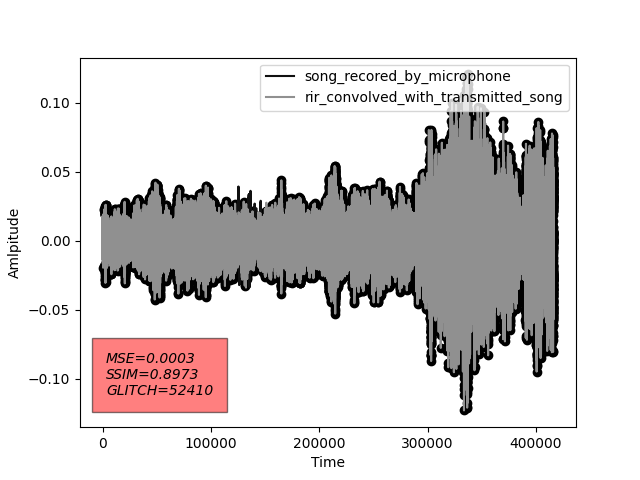 song_recored_by_microphone
rir_convolved_with_transmitted_song
0.10
0.05
0.00
−0.05
−0.10
Amlpitude
MSE=0.0003
SSIM=0.8973
GLITCH=52410
0
100000
200000
300000
400000
Time